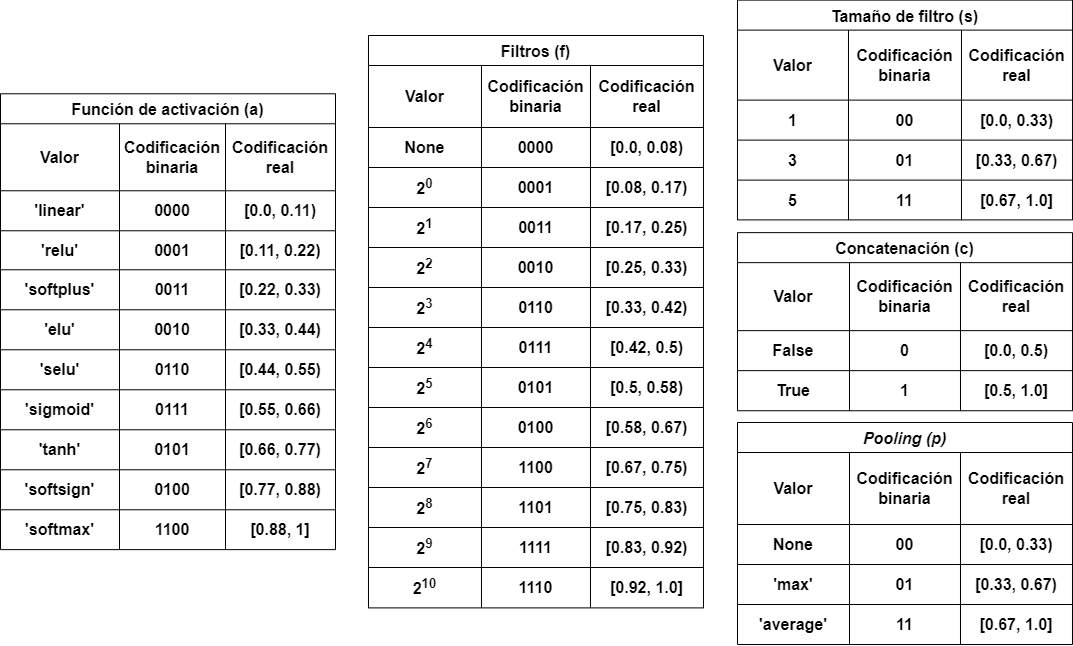 Función de activación (a)
Valor Codificación binaria Codificación real
'linear' 0000 [0.0, 0.11)
'relu' 0001 [0.11, 0.22)
'softplus' 0011 [0.22, 0.33)
'elu' 0010 [0.33, 0.44)
'selu' 0110 [0.44, 0.55)
'sigmoid' 0111 [0.55, 0.66)
'tanh' 0101 [0.66, 0.77)
'softsign' 0100 [0.77, 0.88)
'softmax' 1100 [0.88, 1]
Filtros (f)
Valor Codificación binaria Codificación real
None 0000 [0.0, 0.08)
2^0 0001 [0.08, 0.17)
2^1 0011 [0.17, 0.25)
2^2 0010 [0.25, 0.33)
2^3 0110 [0.33, 0.42)
2^4 0111 [0.42, 0.5)
2^5 0101 [0.5, 0.58)
2^6 0100 [0.58, 0.67)
2^7 1100 [0.67, 0.75)
2^8 1101 [0.75, 0.83)
2^9 1111 [0.83, 0.92)
2^10 1110 [0.92, 1.0]
Tamaño de filtro (s)
Valor Codificación binaria Codificación real
1 00 [0.0, 0.33)
3 01 [0.33, 0.67)
5 11 [0.67, 1.0]
Concatenación (c)
Valor Codificación binaria Codificación real
False 0 [0.0, 0.5)
True 1 [0.5, 1.0]
Pooling (p)
Valor Codificación binaria Codificación real
None 00 [0.0, 0.33)
'max' 01 [0.33, 0.67)
'average' 11 [0.67, 1.0]